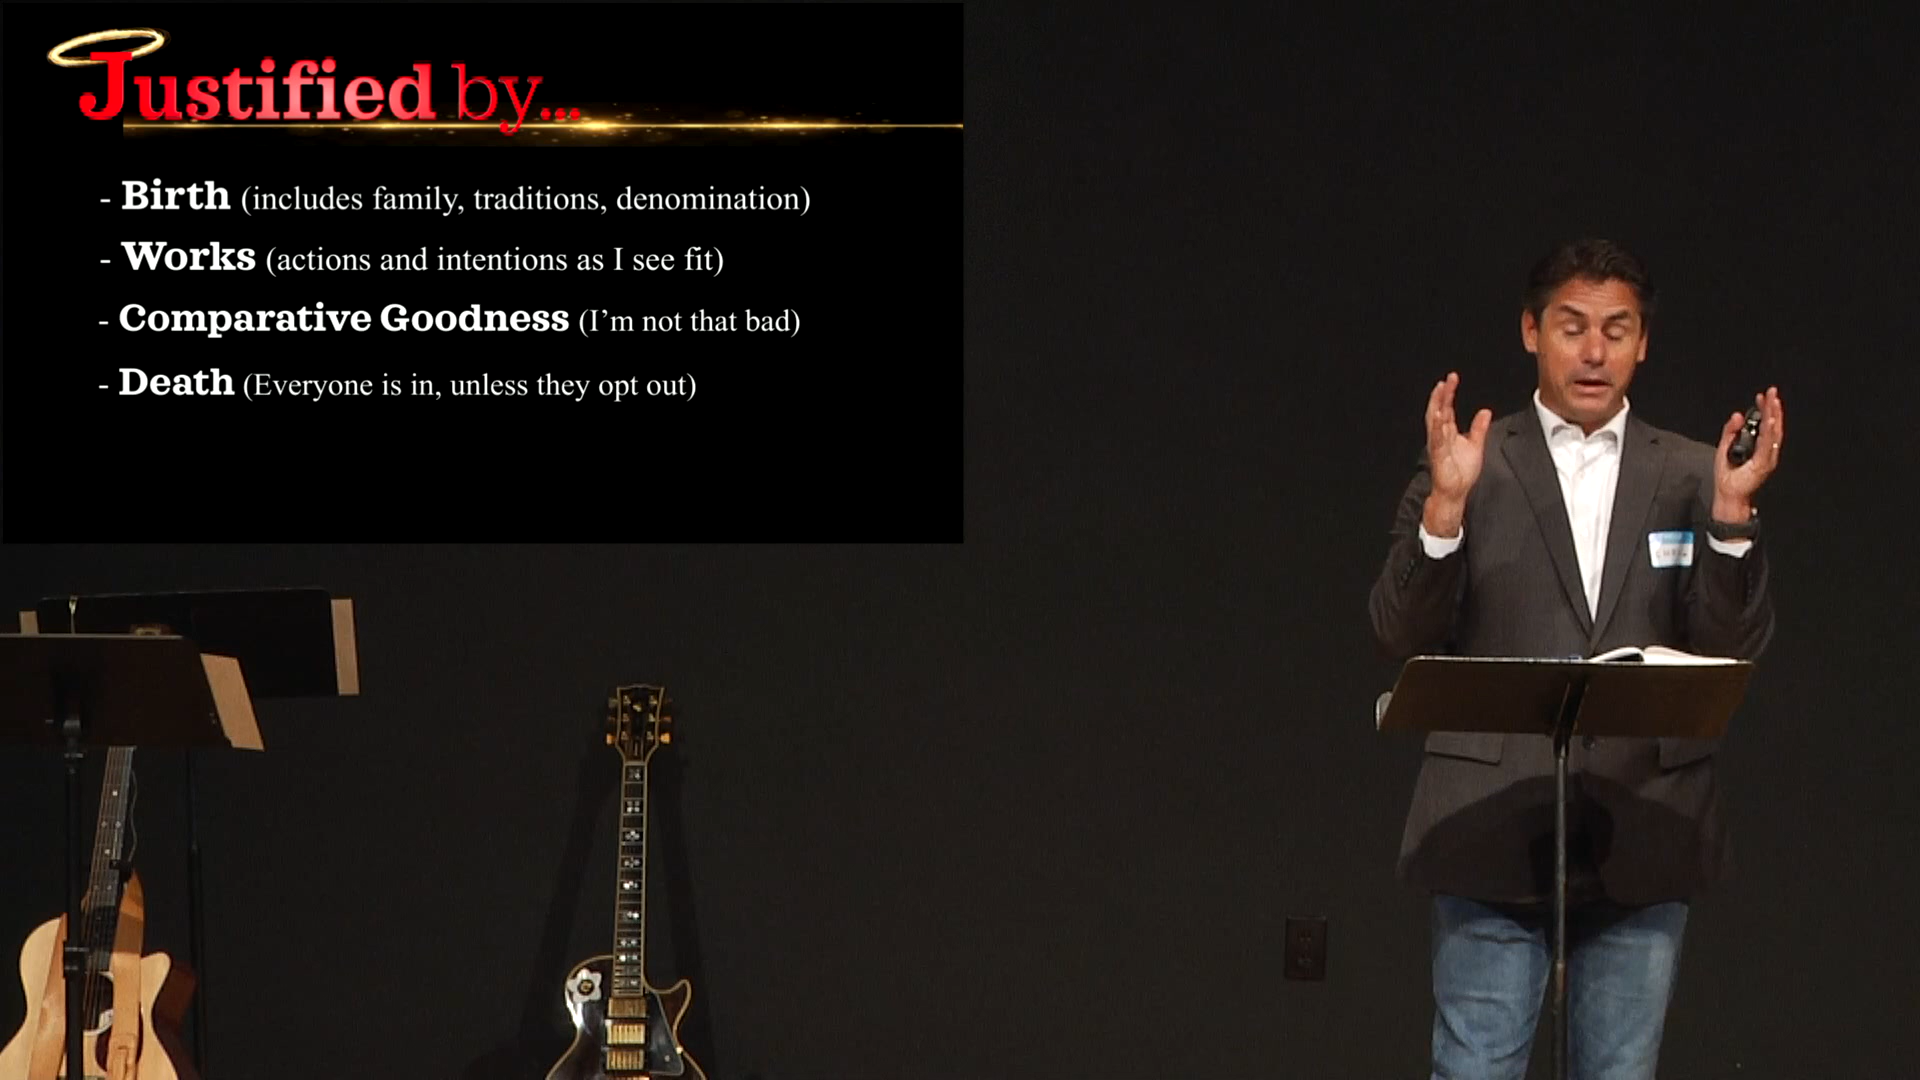 Justified by...
- Birth (includes family, traditions, denomination)
- Works (actions and intentions as I see fit)
- Comparative Goodness (I'm not that bad)
- Death (Everyone is in, unless they opt out)